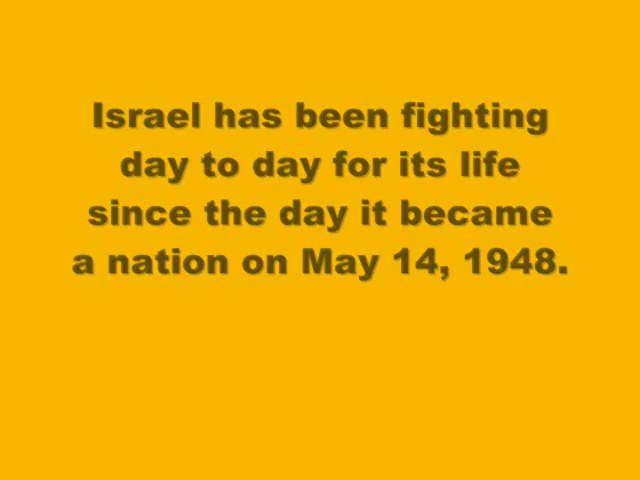 Israel has been fighting
day to day for its life
since the day it became
a nation on May 14, 1948.